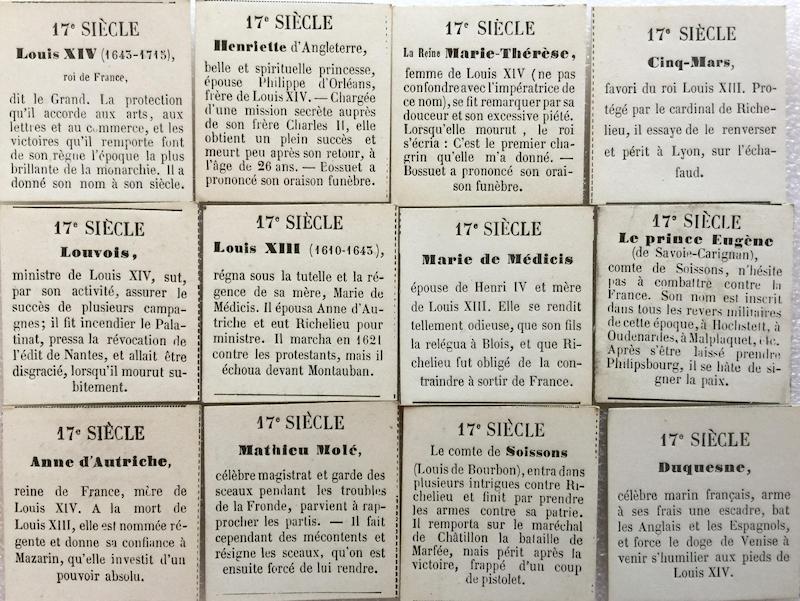 17e SIÈCLE
Louis XIV (1643-1715),
roi de France,
dit le Grand. La protection
qu'il accorde aux arts, aux
lettres et au commerce, et les
victoires qu'il remporte font
de son règne l'époque la plus
brillante de la monarchie. Il a
donné son nom à son siècle.
17e SIÈCLE
Henriette d'Angleterre,
belle et spirituelle princesse,
épouse Philippe d'Orléans,
frère de Louis XIV. — Chargée
d'une mission secrète auprès
de son frère Charles II, elle
obtient un plein succès et
meurt peu après son retour, à
l'âge de 26 ans. — Bossuet a
prononcé son oraison funèbre.
17e SIÈCLE
La Reine Marie-Thérèse,
femme de Louis XIV (ne pas
confondre avec l'impératrice de
ce nom), se fit remarquer par sa
douceur et son excessive piété.
Lorsqu'elle mourut, le roi
s'écria : C'est le premier cha-
grin qu'elle m'a donné. —
Bossuet a prononcé son orai-
son funèbre.
17e SIÈCLE
Cinq-Mars,
favori du roi Louis XIII. Pro-
tégé par le cardinal de Riche-
lieu, il essaye de le renverser
et périt à Lyon, sur l'écha-
faud.
17e SIÈCLE
Louvois,
ministre de Louis XIV, sut,
par son activité, assurer le
succès de plusieurs campa-
gnes; il fit incendier le Pala-
tinat, pressa la révocation de
l'édit de Nantes, et allait être
disgracié, lorsqu'il mourut su-
bitement.
17e SIÈCLE
Louis XIII (1610-1643),
régna sous la tutelle et la ré-
gence de sa mère, Marie de
Médicis. Il épousa Anne d'Au-
triche et eut Richelieu pour
ministre. Il marcha en 1621
contre les protestants, mais il
échoua devant Montauban.
17e SIÈCLE
Marie de Médicis
épouse de Henri IV et mère
de Louis XIII. Elle se rendit
tellement odieuse, que son fils
la relégua à Blois, et que Ri-
chelieu fut obligé de la con-
traindre à sortir de France.
17e SIÈCLE
Le prince Eugène
(de Savoie-Carignan),
comte de Soissons, n'hésite
pas à combattre contre la
France. Son nom est inscrit
dans tous les revers militaires
de cette époque, à Hochstett, à
Oudenardes, à Malplaquet, etc.
Après s'être laissé prendre
Philipsbourg, il se hâte de si-
gner la paix.
17e SIÈCLE
Anne d'Autriche,
reine de France, mère de
Louis XIV. A la mort de
Louis XIII, elle est nommée ré-
gente et donne sa confiance à
Mazarin, qu'elle investit d'un
pouvoir absolu.
17e SIÈCLE
Mathieu Molé,
célèbre magistrat et garde des
sceaux pendant les troubles
de la Fronde, parvient à rap-
procher les partis. — Il fait
cependant des mécontents et
résigne les sceaux, qu'on est
ensuite forcé de lui rendre.
17e SIÈCLE
Le comte de Soissons
(Louis de Bourbon), entra dans
plusieurs intrigues contre Ri-
chelieu et finit par prendre
les armes contre sa patrie.
Il remporta sur le maréchal
de Châtillon la bataille de
Marfée, mais périt après la
victoire, frappé d'un coup
de pistolet.
17e SIÈCLE
Duquesne,
célèbre marin français, arme
à ses frais une escadre, bat
les Anglais et les Espagnols,
et force le doge de Venise à
venir s'humilier aux pieds de
Louis XIV.